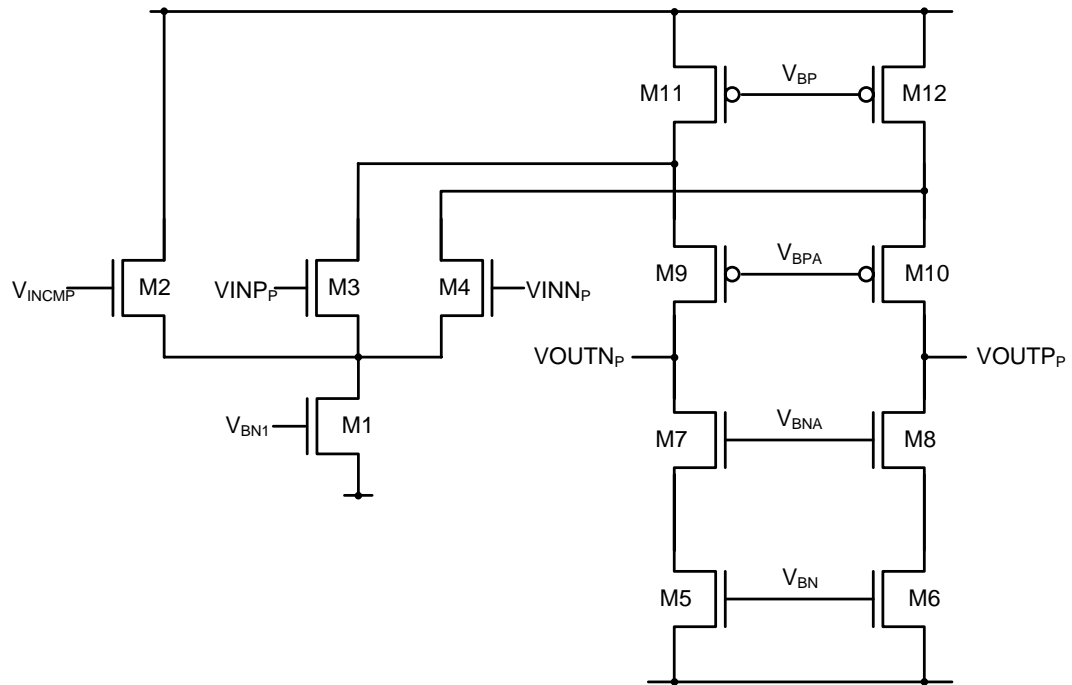 V_BP
M11
M12
V_BPA
M9
M10
M2
M3
M4
V_INCMP
VINP_P
VINN_P
VOUTN_P
VOUTP_P
V_BN1
M1
V_BNA
M7
M8
V_BN
M5
M6